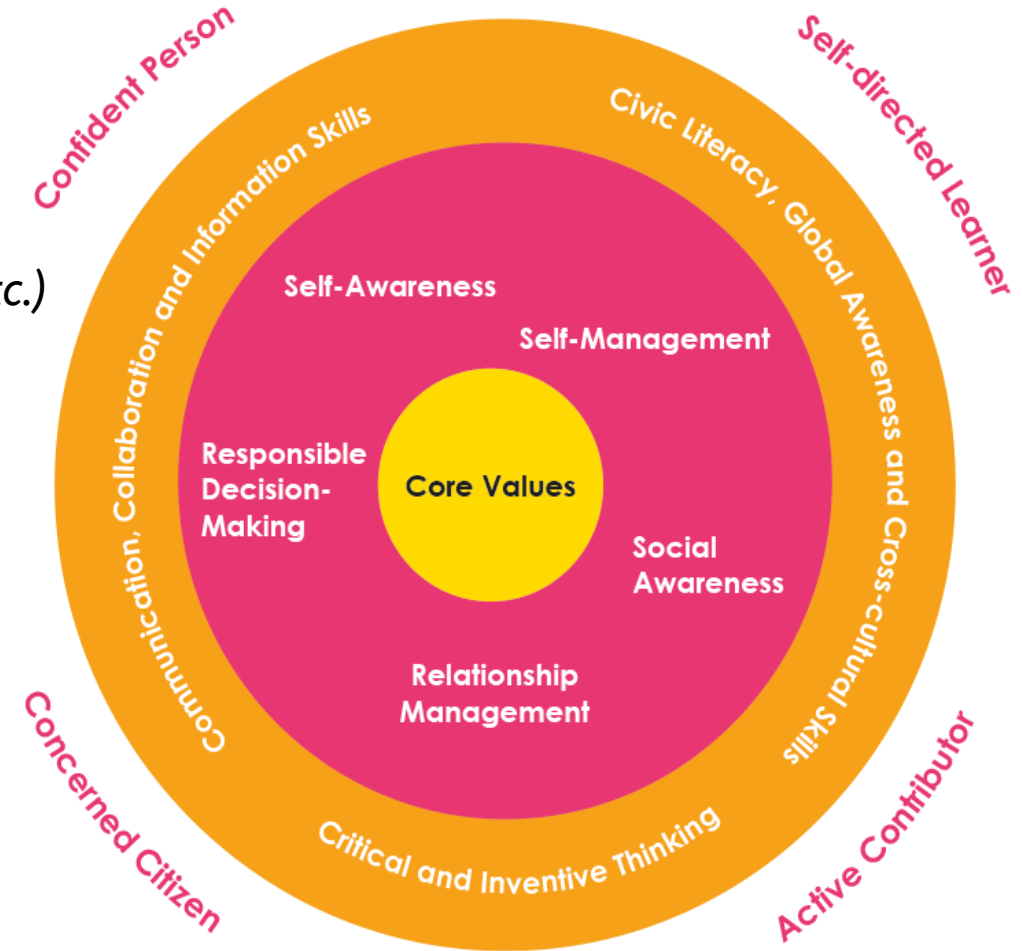 Confident Person
Self-directed Learner
Communication, Collaboration and Information Skills
Civic Literacy, Global Awareness and Cross-cultural Skills
Self-Awareness
Self-Management
Responsible
Decision-
Making
Core Values
Social
Awareness
Relationship
Management
Critical and Inventive Thinking
Concerned Citizen
Active Contributor